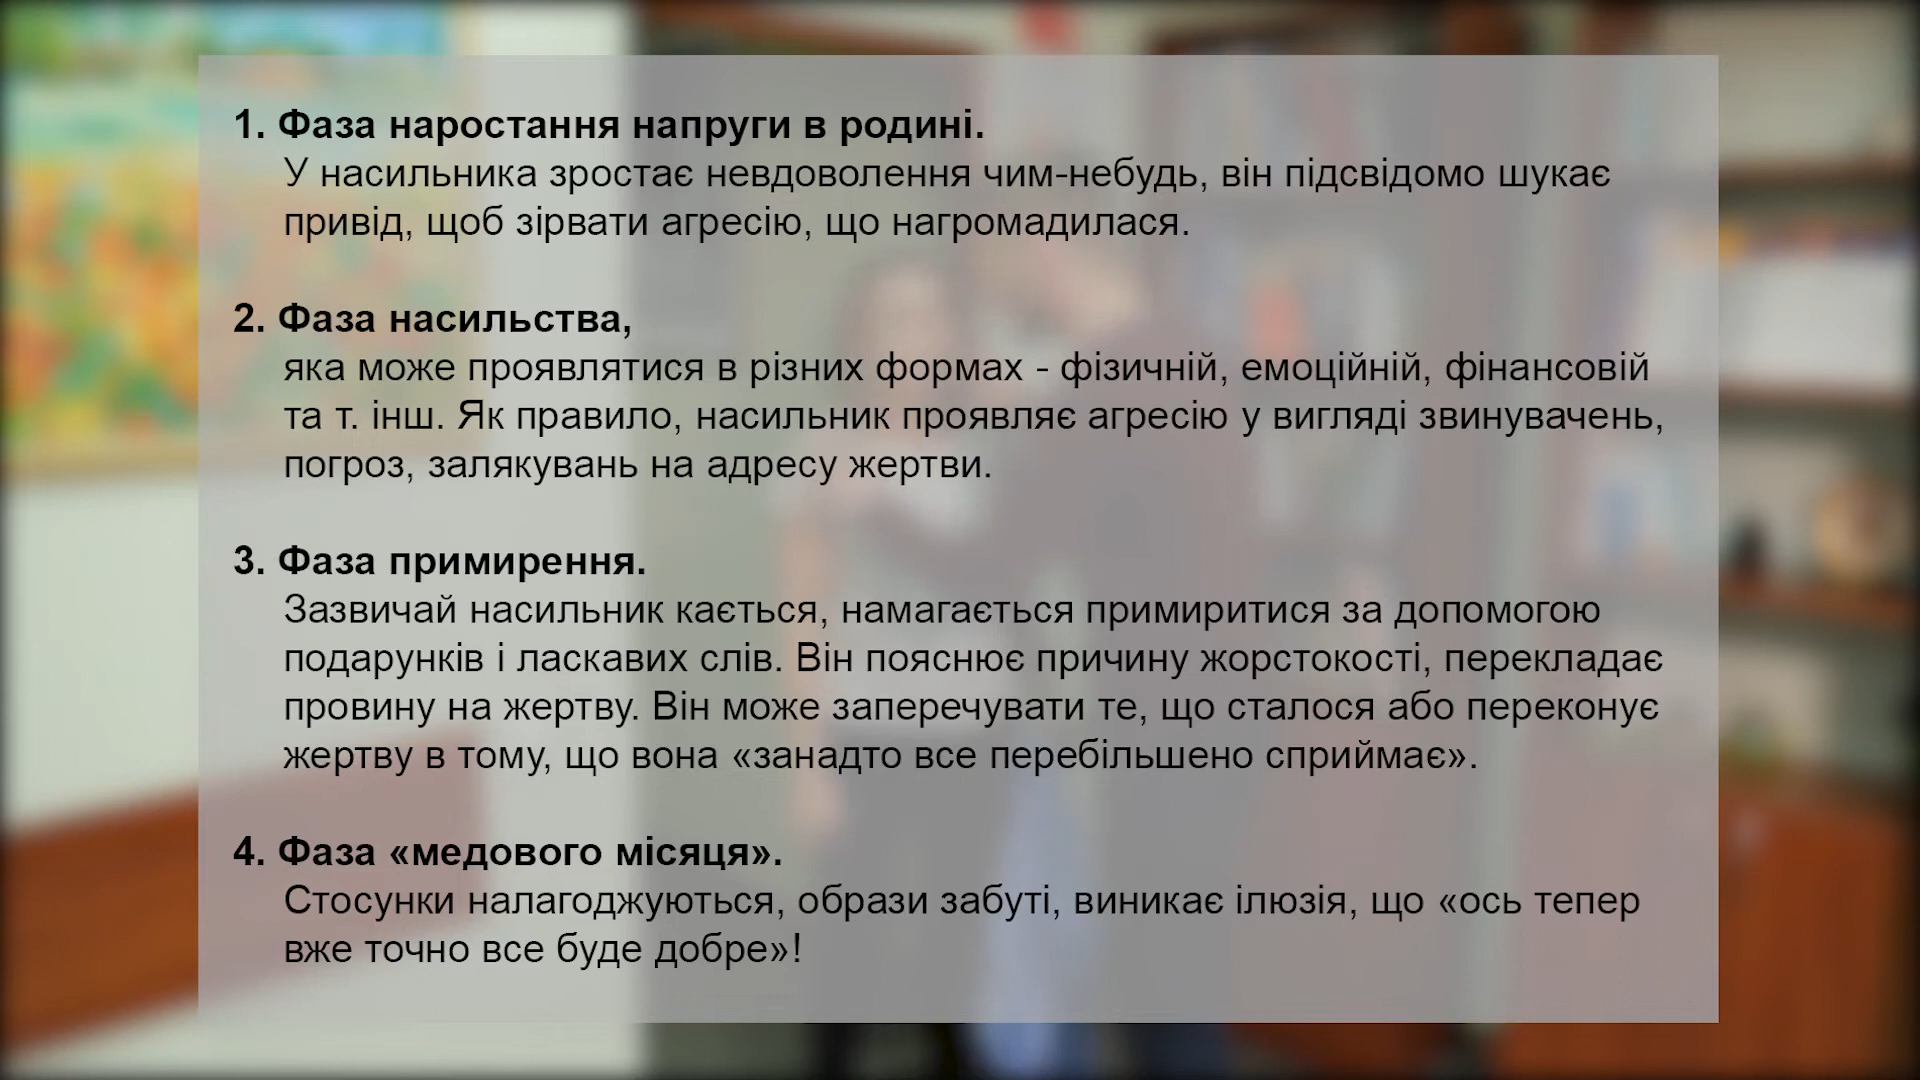 1. Фаза наростання напруги в родині.
У насильника зростає невдоволення чим-небудь, він підсвідомо шукає
привід, щоб зірвати агресію, що нагромадилася.
2. Фаза насильства,
яка може проявлятися в різних формах - фізичній, емоційній, фінансовій
та т. інш. Як правило, насильник проявляє агресію у вигляді звинувачень,
погроз, залякувань на адресу жертви.
3. Фаза примирення.
Зазвичай насильник кається, намагається примиритися за допомогою
подарунків і ласкавих слів. Він пояснює причину жорстокості, перекладає
провину на жертву. Він може заперечувати те, що сталося або переконує
жертву в тому, що вона «занадто все перебільшено сприймає».
4. Фаза «медового місяця».
Стосунки налагоджуються, образи забуті, виникає ілюзія, що «ось тепер
вже точно все буде добре»!